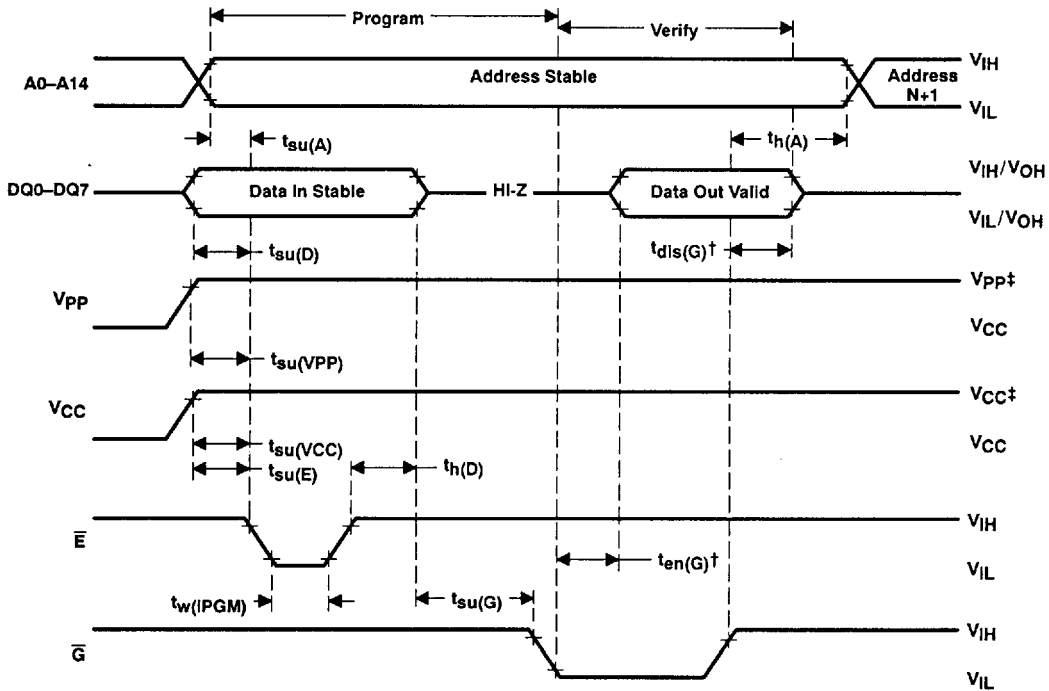 Program
Verify
A0–A14
Address Stable
Address
N+1
VIH
VIL
tsu(A)
th(A)
DQ0–DQ7
Data In Stable
HI-Z
Data Out Valid
VIH/VOH
VIL/VOH
tsu(D)
tdis(G)†
VPP
VPP‡
VCC
tsu(VPP)
VCC
VCC‡
VCC
tsu(VCC)
tsu(E)
th(D)
E
VIH
VIL
ten(G)†
tw(IPGM)
tsu(G)
G
VIH
VIL